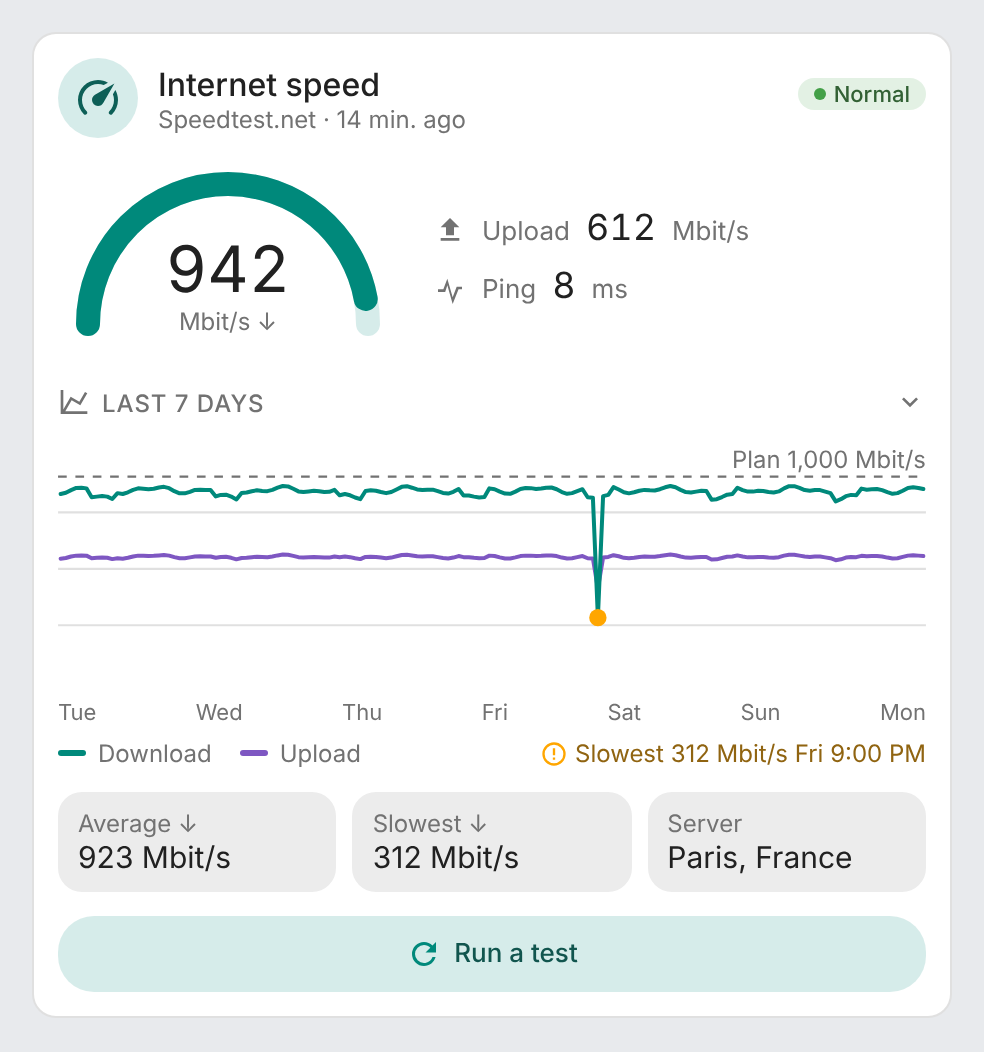 Internet speed
Speedtest.net · 14 min. ago
Normal
942
Mbit/s ↓
Upload 612 Mbit/s
Ping 8 ms
LAST 7 DAYS
Plan 1,000 Mbit/s
Tue Wed Thu Fri Sat Sun Mon
Download Upload
Slowest 312 Mbit/s Fri 9:00 PM
Average ↓
923 Mbit/s
Slowest ↓
312 Mbit/s
Server
Paris, France
Run a test